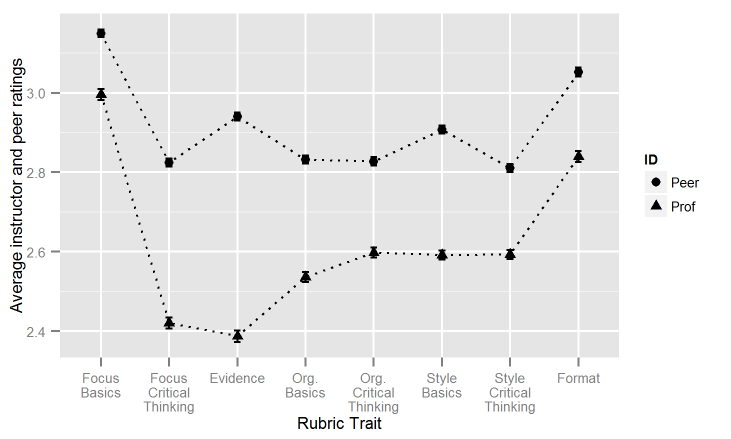 Average instructor and peer ratings
3.0
2.8
2.6
2.4
Focus
Basics
Focus
Critical
Thinking
Evidence
Org.
Basics
Org.
Critical
Thinking
Style
Basics
Style
Critical
Thinking
Format
Rubric Trait
ID
Peer
Prof